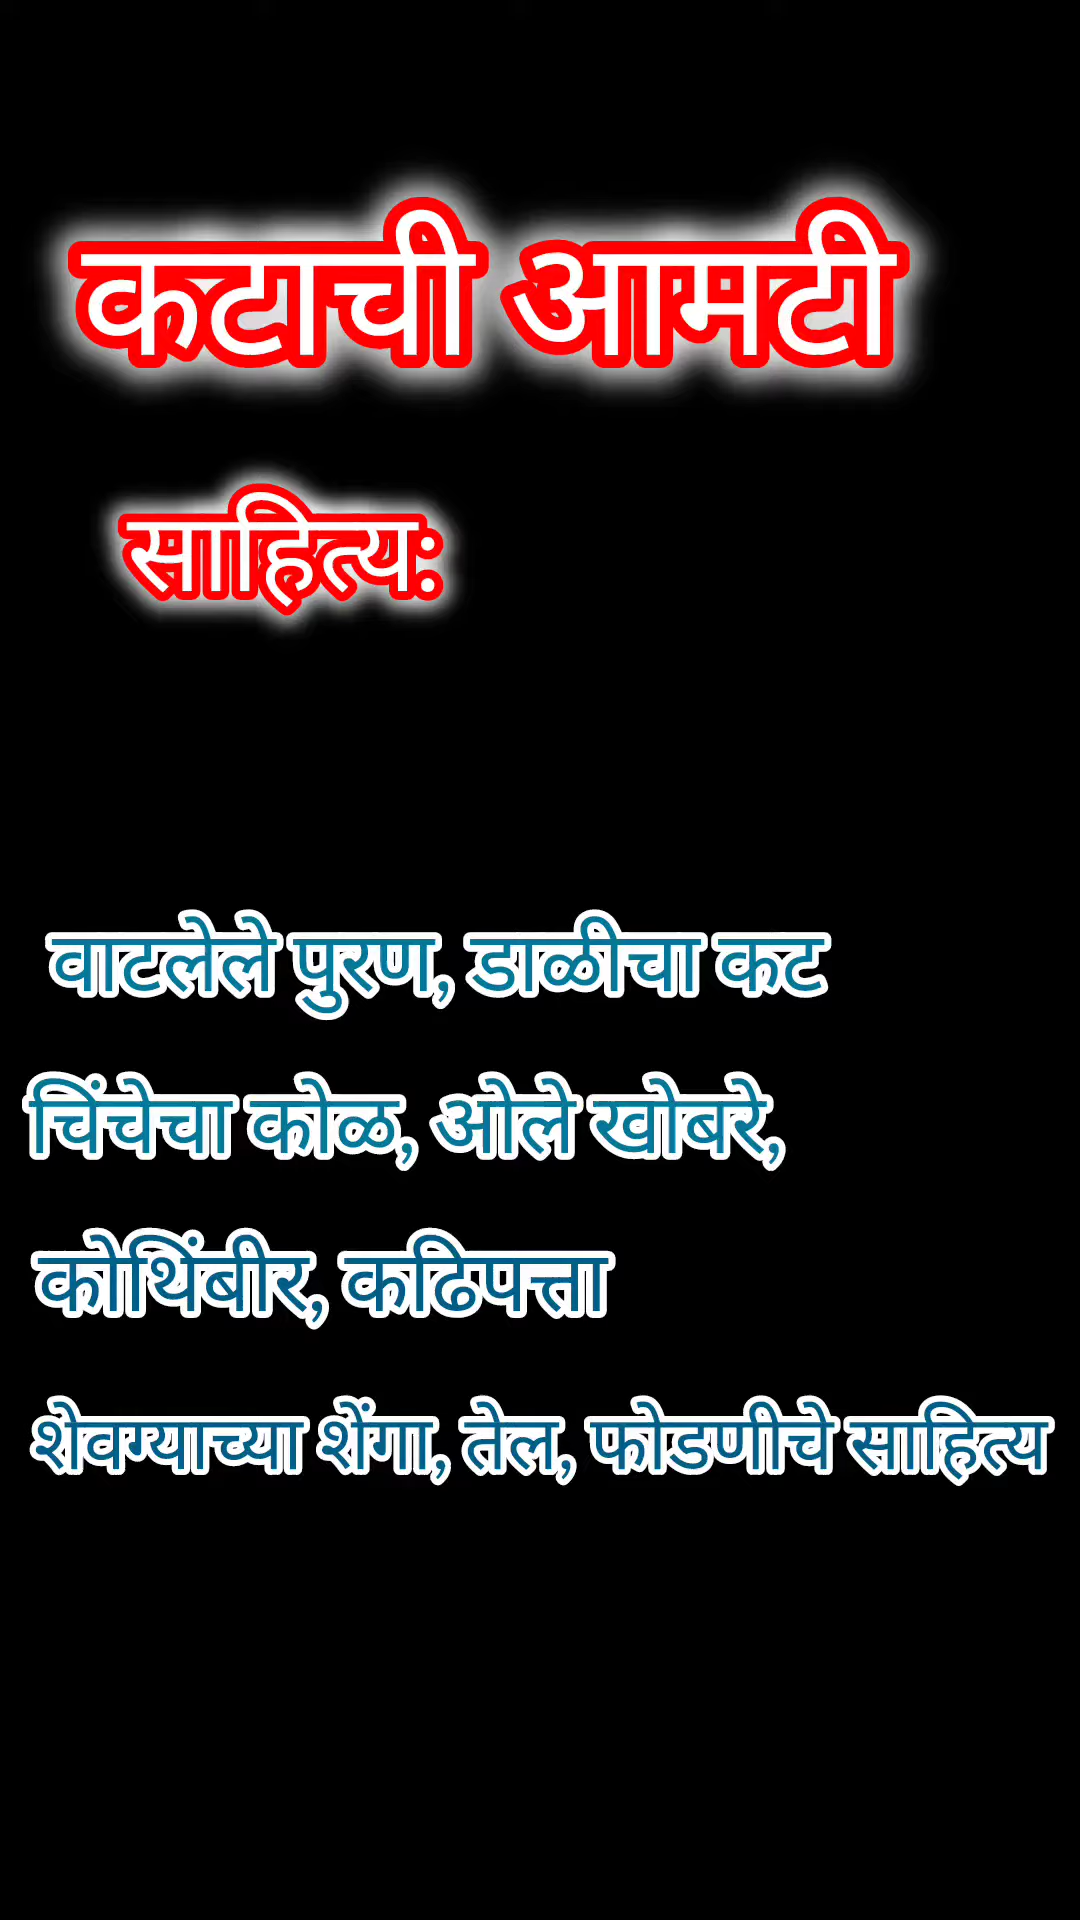 कटाची आमटी
साहित्य:
वाटलेले पुरण, डाळीचा कट
चिंचेचा कोळ, ओले खोबरे,
कोथिंबीर, कढिपत्ता
शेवग्याच्या शेंगा, तेल, फोडणीचे साहित्य